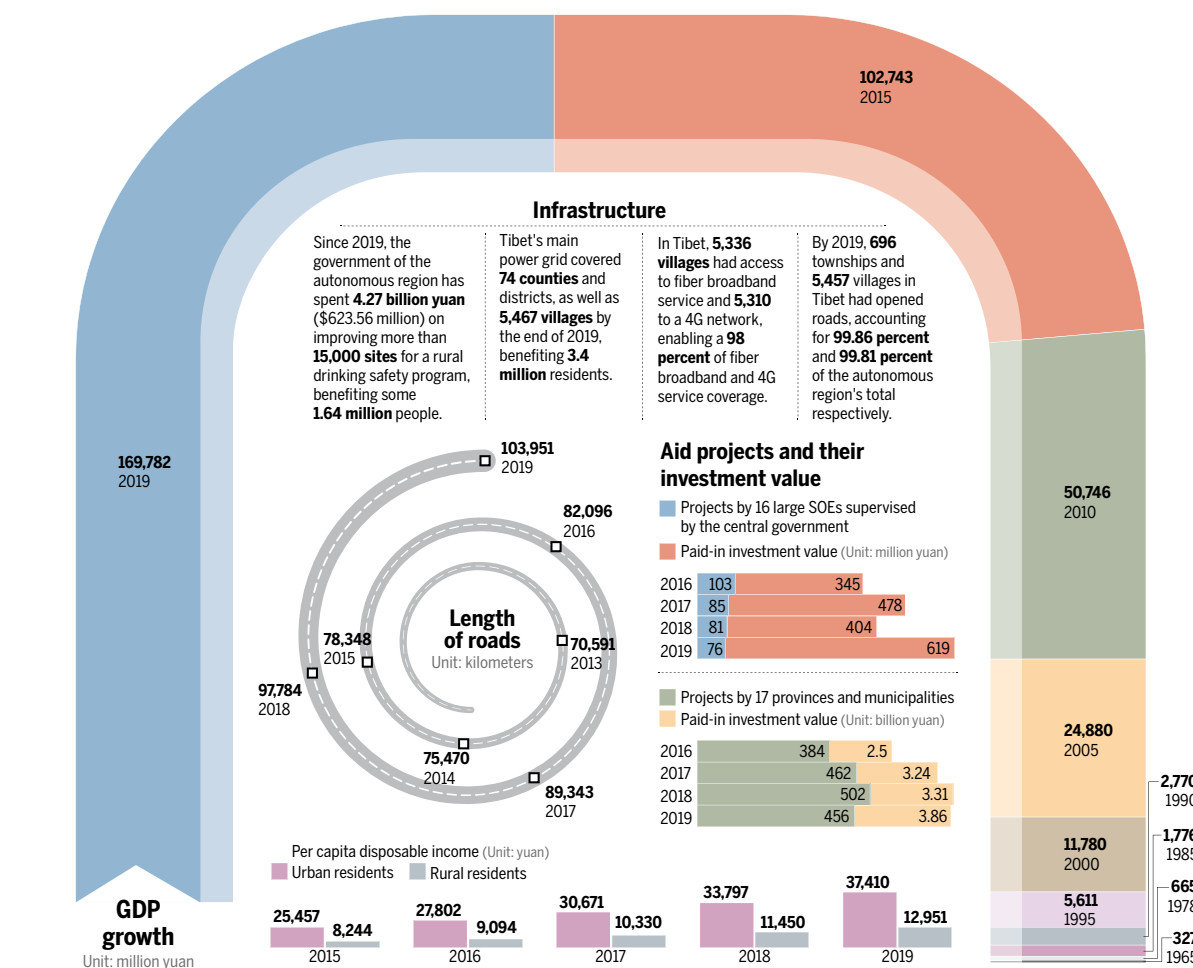 102,743
2015
Infrastructure
Since 2019, the
government of the
autonomous region has
spent 4.27 billion yuan
($623.56 million) on
improving more than
15,000 sites for a rural
drinking safety program,
benefiting some
1.64 million people.
Tibet's main
power grid covered
74 counties and
districts, as well as
5,467 villages by
the end of 2019,
benefiting 3.4
million residents.
In Tibet, 5,336
villages had access
to fiber broadband
service and 5,310
to a 4G network,
enabling a 98
percent of fiber
broadband and 4G
service coverage.
By 2019, 696
townships and
5,457 villages in
Tibet had opened
roads, accounting
for 99.86 percent
and 99.81 percent
of the autonomous
region's total
respectively.
169,782
2019
103,951
2019
82,096
2016
Length
of roads
Unit: kilometers
78,348
2015
70,591
2013
97,784
2018
75,470
2014
89,343
2017
Aid projects and their
investment value
Projects by 16 large SOEs supervised
by the central government
Paid-in investment value (Unit: million yuan)
2016 103 345
2017 85 478
2018 81 404
2019 76 619
Projects by 17 provinces and municipalities
Paid-in investment value (Unit: billion yuan)
2016 384 2.5
2017 462 3.24
2018 502 3.31
2019 456 3.86
50,746
2010
24,880
2005
11,780
2000
5,611
1995
2,770
1990
1,776
1985
665
1978
327
1965
Per capita disposable income (Unit: yuan)
Urban residents Rural residents
25,457 8,244
2015
27,802 9,094
2016
30,671 10,330
2017
33,797 11,450
2018
37,410 12,951
2019
GDP
growth
Unit: million yuan